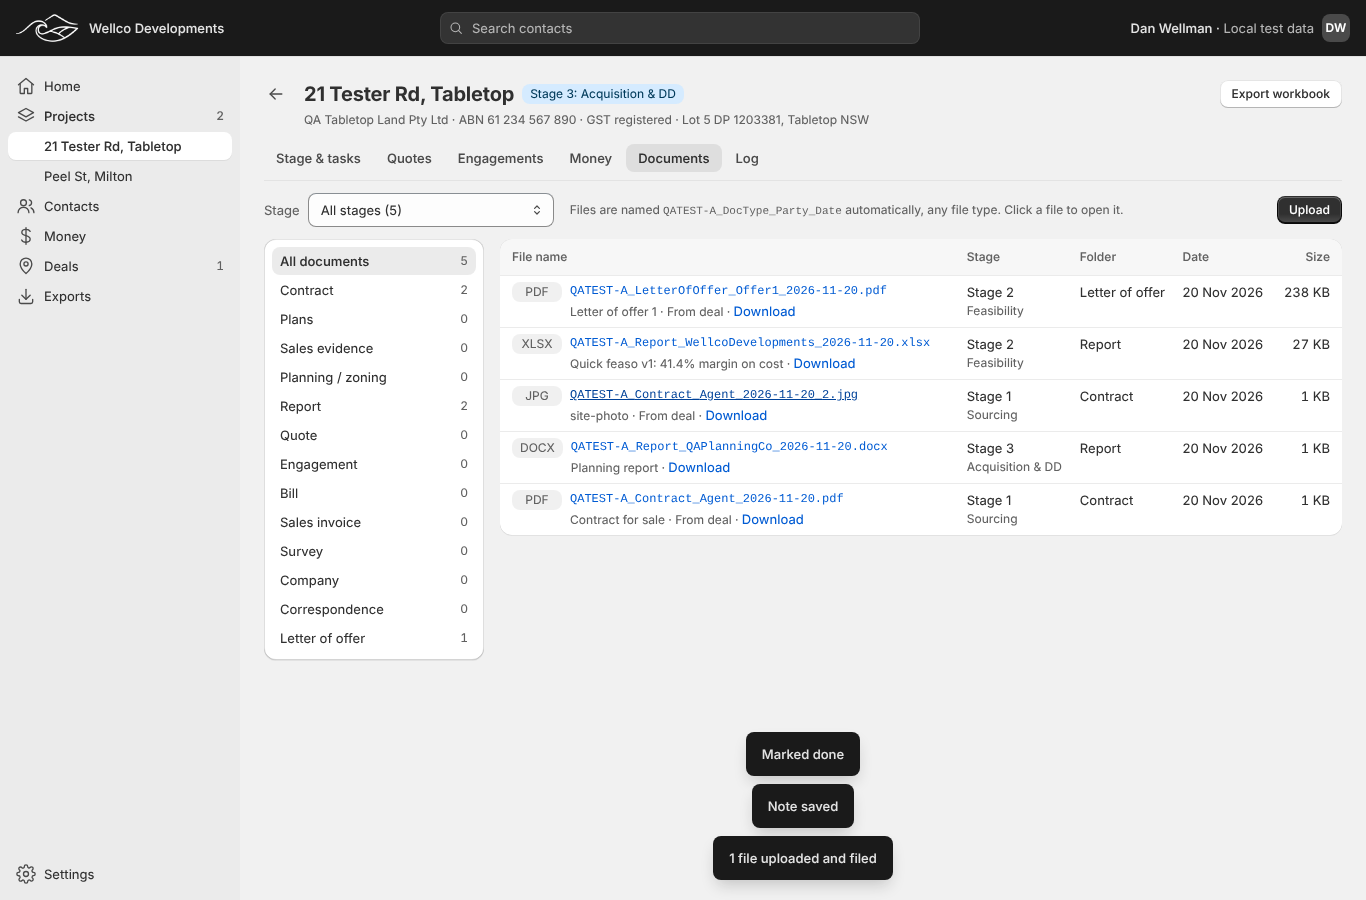 Wellco Developments
Search contacts
Dan Wellman · Local test data DW
Home
Projects 2
21 Tester Rd, Tabletop
Peel St, Milton
Contacts
Money
Deals 1
Exports
Settings
21 Tester Rd, Tabletop Stage 3: Acquisition & DD
Export workbook
QA Tabletop Land Pty Ltd · ABN 61 234 567 890 · GST registered · Lot 5 DP 1203381, Tabletop NSW
Stage & tasks Quotes Engagements Money Documents Log
Stage All stages (5) Files are named QATEST-A_DocType_Party_Date automatically, any file type. Click a file to open it. Upload
All documents 5
Contract 2
Plans 0
Sales evidence 0
Planning / zoning 0
Report 2
Quote 0
Engagement 0
Bill 0
Sales invoice 0
Survey 0
Company 0
Correspondence 0
Letter of offer 1
File name Stage Folder Date Size
PDF QATEST-A_LetterOfOffer_Offer1_2026-11-20.pdf Stage 2 Letter of offer 20 Nov 2026 238 KB
Letter of offer 1 · From deal · Download Feasibility
XLSX QATEST-A_Report_WellcoDevelopments_2026-11-20.xlsx Stage 2 Report 20 Nov 2026 27 KB
Quick feaso v1: 41.4% margin on cost · Download Feasibility
JPG QATEST-A_Contract_Agent_2026-11-20_2.jpg Stage 1 Contract 20 Nov 2026 1 KB
site-photo · From deal · Download Sourcing
DOCX QATEST-A_Report_QAPlanningCo_2026-11-20.docx Stage 3 Report 20 Nov 2026 1 KB
Planning report · Download Acquisition & DD
PDF QATEST-A_Contract_Agent_2026-11-20.pdf Stage 1 Contract 20 Nov 2026 1 KB
Contract for sale · From deal · Download Sourcing
Marked done
Note saved
1 file uploaded and filed